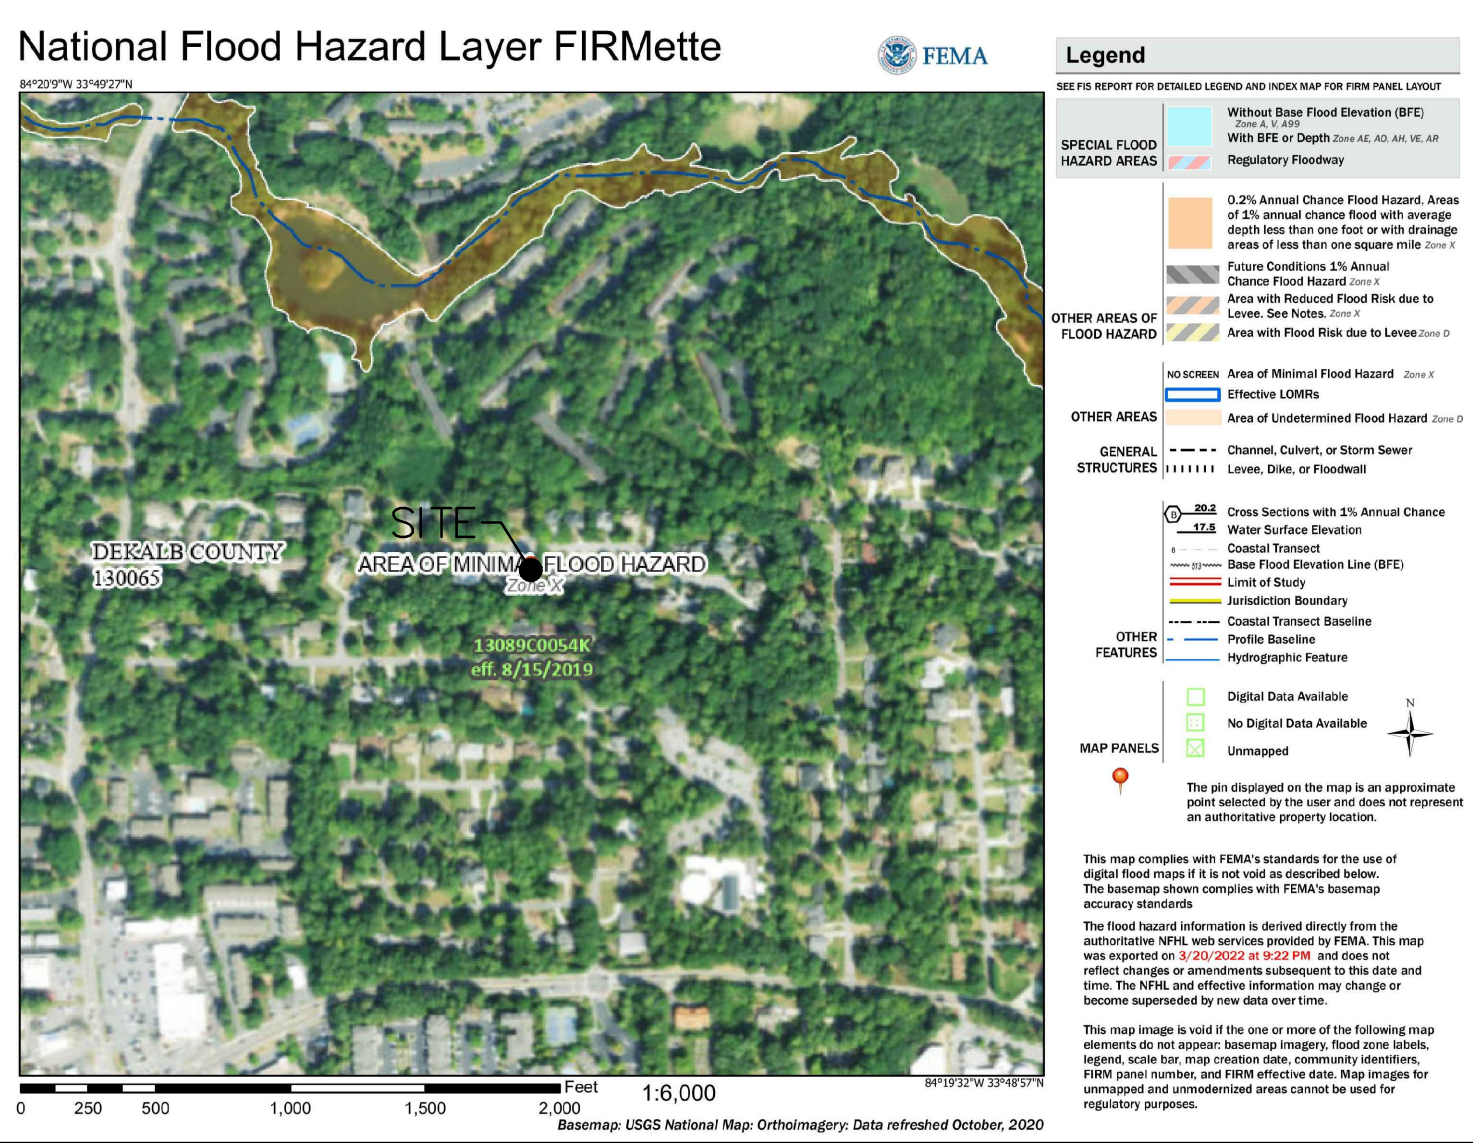 National Flood Hazard Layer FIRMette
FEMA
84°20'9"W 33°49'27"N
SITE
DEKALB COUNTY
130065
AREA OF MINIMAL FLOOD HAZARD
Zone X
13089C0054K
eff. 8/15/2019
84°19'32"W 33°48'57"N
Feet
1:6,000
0 250 500 1,000 1,500 2,000
Basemap: USGS National Map: Orthoimagery: Data refreshed October, 2020
Legend
SEE FIS REPORT FOR DETAILED LEGEND AND INDEX MAP FOR FIRM PANEL LAYOUT
SPECIAL FLOOD
HAZARD AREAS
Without Base Flood Elevation (BFE)
Zone A, V, A99
With BFE or Depth Zone AE, AO, AH, VE, AR
Regulatory Floodway
0.2% Annual Chance Flood Hazard, Areas
of 1% annual chance flood with average
depth less than one foot or with drainage
areas of less than one square mile Zone X
Future Conditions 1% Annual
Chance Flood Hazard Zone X
Area with Reduced Flood Risk due to
Levee. See Notes. Zone X
Area with Flood Risk due to Levee Zone D
OTHER AREAS OF
FLOOD HAZARD
NO SCREEN Area of Minimal Flood Hazard Zone X
Effective LOMRs
OTHER AREAS
Area of Undetermined Flood Hazard Zone D
GENERAL
STRUCTURES
Channel, Culvert, or Storm Sewer
Levee, Dike, or Floodwall
B 20.2 Cross Sections with 1% Annual Chance
17.5 Water Surface Elevation
8 Coastal Transect
513 Base Flood Elevation Line (BFE)
Limit of Study
Jurisdiction Boundary
Coastal Transect Baseline
OTHER
FEATURES
Profile Baseline
Hydrographic Feature
Digital Data Available
No Digital Data Available
Unmapped
MAP PANELS
N
The pin displayed on the map is an approximate
point selected by the user and does not represent
an authoritative property location.
This map complies with FEMA's standards for the use of
digital flood maps if it is not void as described below.
The basemap shown complies with FEMA's basemap
accuracy standards
The flood hazard information is derived directly from the
authoritative NFHL web services provided by FEMA. This map
was exported on 3/20/2022 at 9:22 PM and does not
reflect changes or amendments subsequent to this date and
time. The NFHL and effective information may change or
become superseded by new data over time.
This map image is void if the one or more of the following map
elements do not appear: basemap imagery, flood zone labels,
legend, scale bar, map creation date, community identifiers,
FIRM panel number, and FIRM effective date. Map images for
unmapped and unmodernized areas cannot be used for
regulatory purposes.